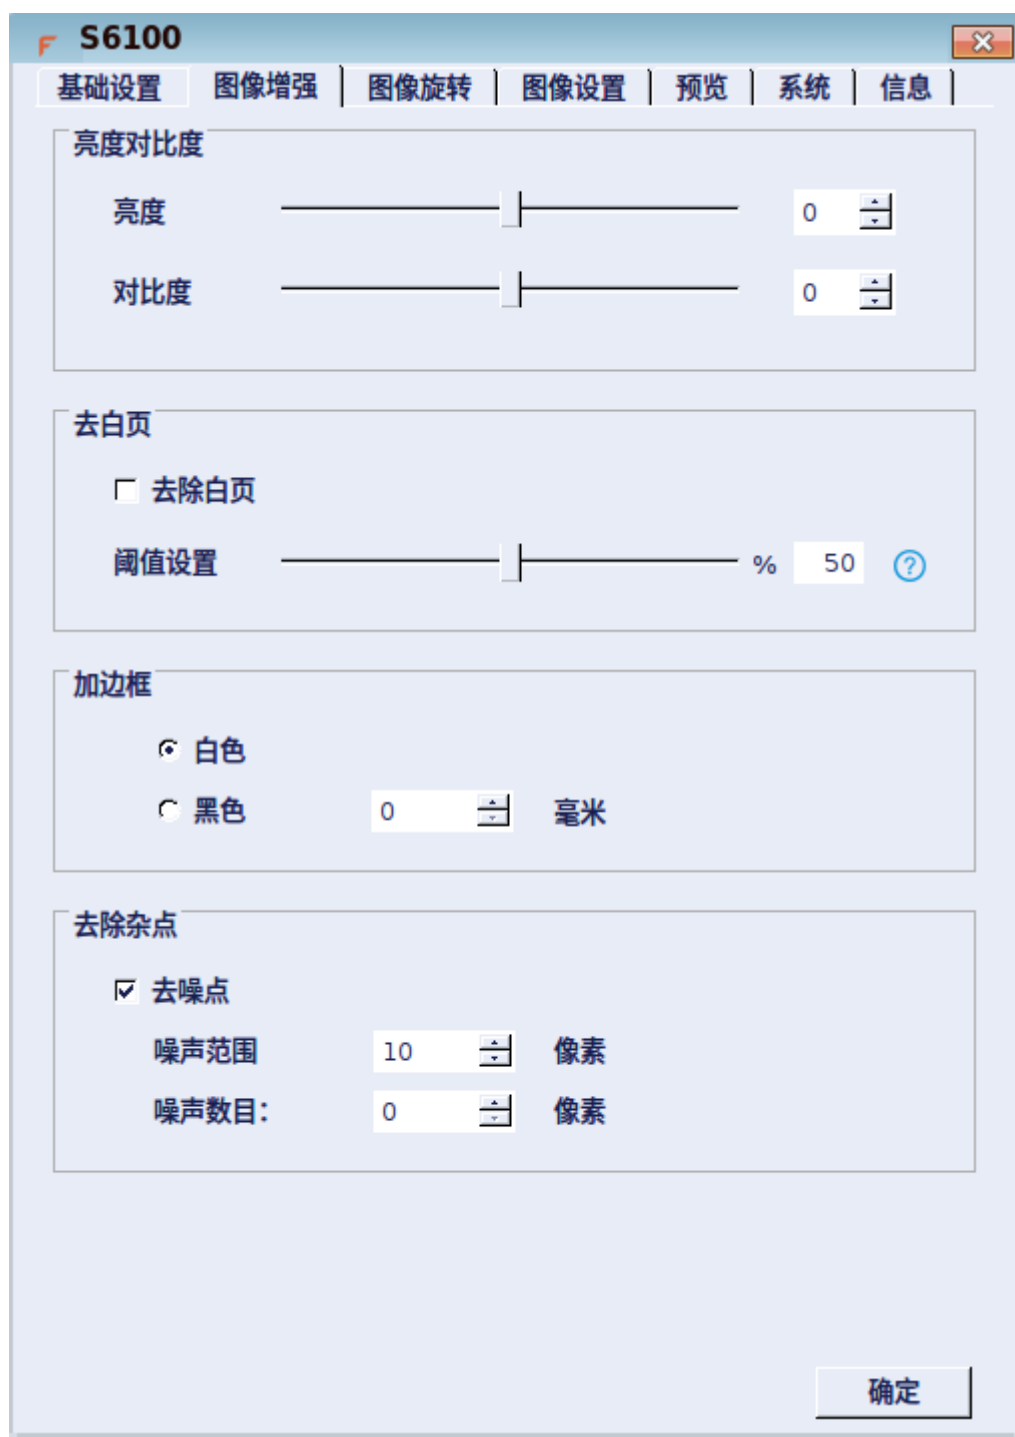 S6100
基础设置 图像增强 图像旋转 图像设置 预览 系统 信息
亮度对比度
亮度 0
对比度 0
去白页
去除白页
阈值设置 % 50 ?
加边框
白色
黑色 0 毫米
去除杂点
去噪点
噪声范围 10 像素
噪声数目: 0 像素
确定